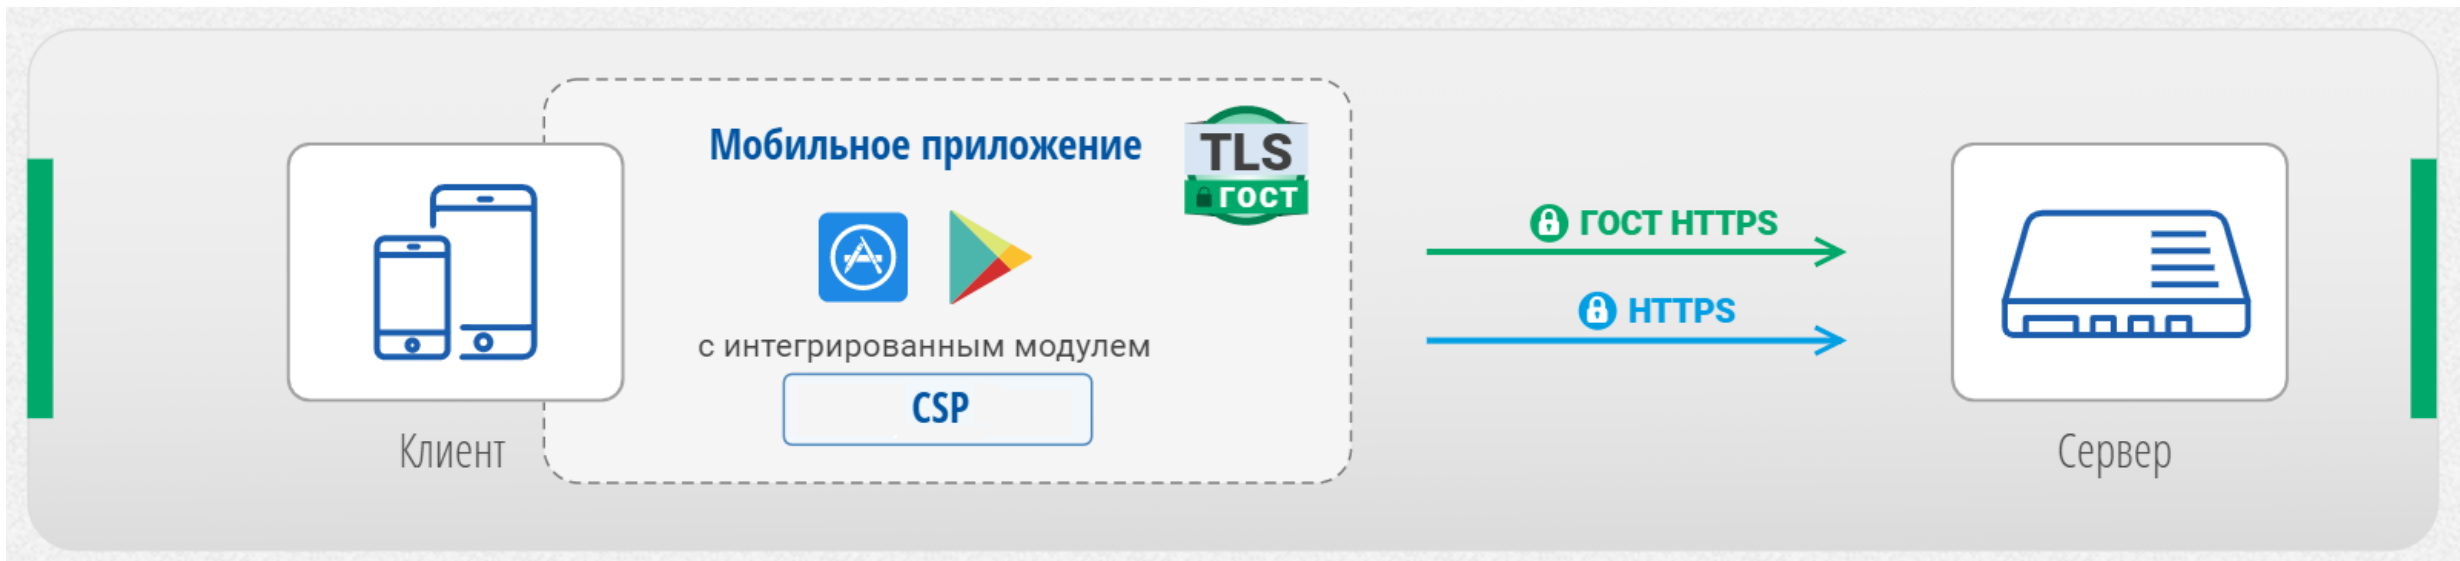 Мобильное приложение
TLS
ГОСТ
с интегрированным модулем
CSP
Клиент
ГОСТ HTTPS
HTTPS
Сервер